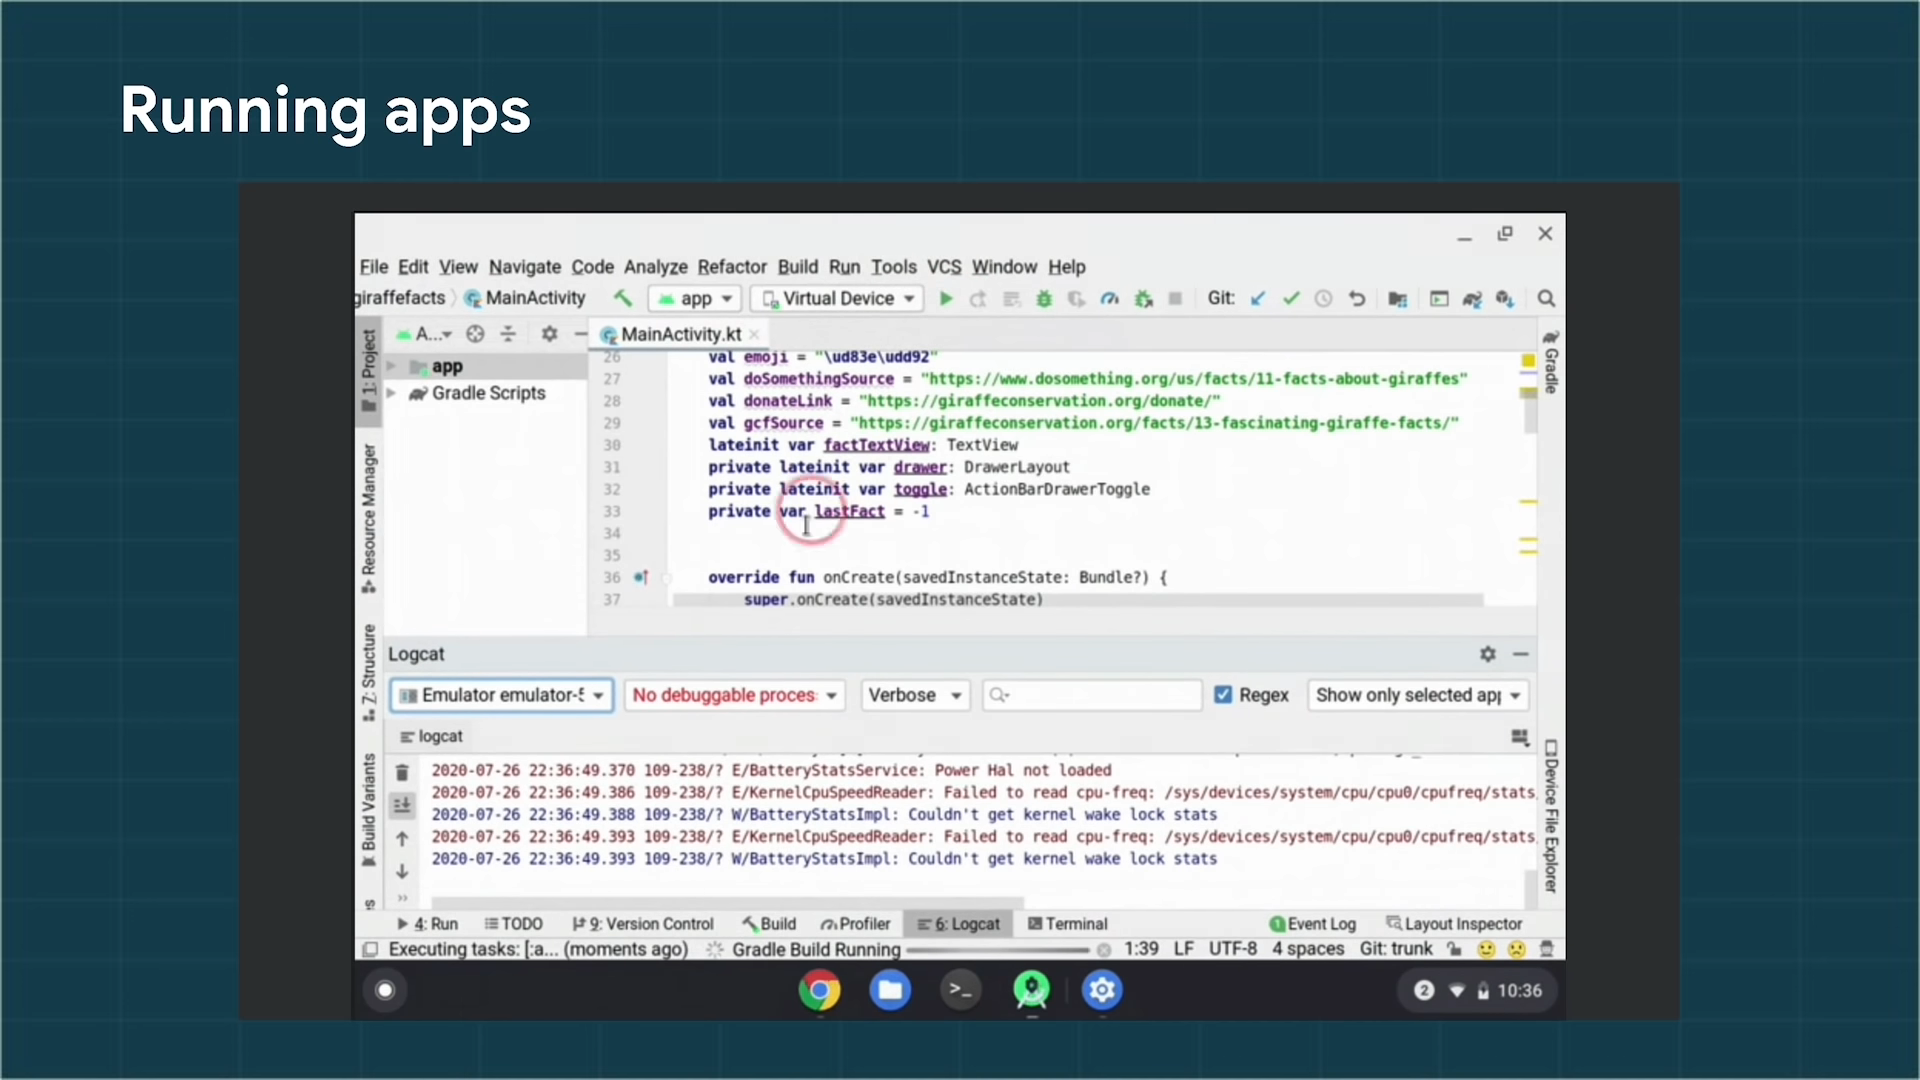 Running apps
File Edit View Navigate Code Analyze Refactor Build Run Tools VCS Window Help
giraffefacts MainActivity app Virtual Device Git:
A... MainActivity.kt
1: Project
app
Gradle Scripts
Resource Manager
Z: Structure
Build Variants
Gradle
Device File Explorer
26 val emoji = "\ud83e\udd92"
27 val doSomethingSource = "https://www.dosomething.org/us/facts/11-facts-about-giraffes"
28 val donateLink = "https://giraffeconservation.org/donate/"
29 val gcfSource = "https://giraffeconservation.org/facts/13-fascinating-giraffe-facts/"
30 lateinit var factTextView: TextView
31 private lateinit var drawer: DrawerLayout
32 private lateinit var toggle: ActionBarDrawerToggle
33 private var lastFact = -1
34
35
36 override fun onCreate(savedInstanceState: Bundle?) {
37 super.onCreate(savedInstanceState)
Logcat
Emulator emulator-5 No debuggable proces Verbose Regex Show only selected app
logcat
2020-07-26 22:36:49.370 109-238/? E/BatteryStatsService: Power Hal not loaded
2020-07-26 22:36:49.386 109-238/? E/KernelCpuSpeedReader: Failed to read cpu-freq: /sys/devices/system/cpu/cpu0/cpufreq/stats
2020-07-26 22:36:49.388 109-238/? W/BatteryStatsImpl: Couldn't get kernel wake lock stats
2020-07-26 22:36:49.393 109-238/? E/KernelCpuSpeedReader: Failed to read cpu-freq: /sys/devices/system/cpu/cpu0/cpufreq/stats
2020-07-26 22:36:49.393 109-238/? W/BatteryStatsImpl: Couldn't get kernel wake lock stats
4: Run TODO 9: Version Control Build Profiler 6: Logcat Terminal 1 Event Log Layout Inspector
Executing tasks: [:a... (moments ago) Gradle Build Running 1:39 LF UTF-8 4 spaces Git: trunk
>_ 2 10:36